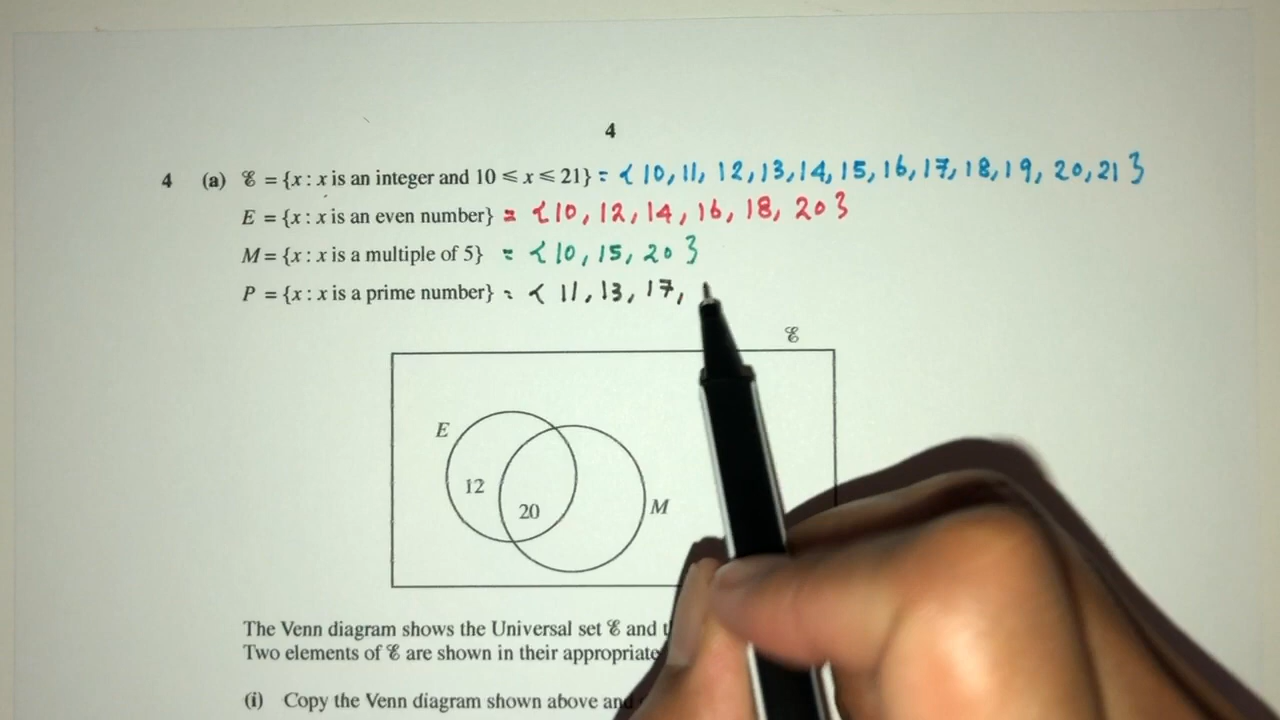 4
4 (a) ℰ = {x : x is an integer and 10 ⩽ x ⩽ 21} = { 10, 11, 12, 13, 14, 15, 16, 17, 18, 19, 20, 21 }
E = {x : x is an even number} = { 10, 12, 14, 16, 18, 20 }
M = {x : x is a multiple of 5} = { 10, 15, 20 }
P = {x : x is a prime number} = { 11, 13, 17,
ℰ
E
12
20
M
The Venn diagram shows the Universal set ℰ and
Two elements of ℰ are shown in their appropriate
(i) Copy the Venn diagram shown above and